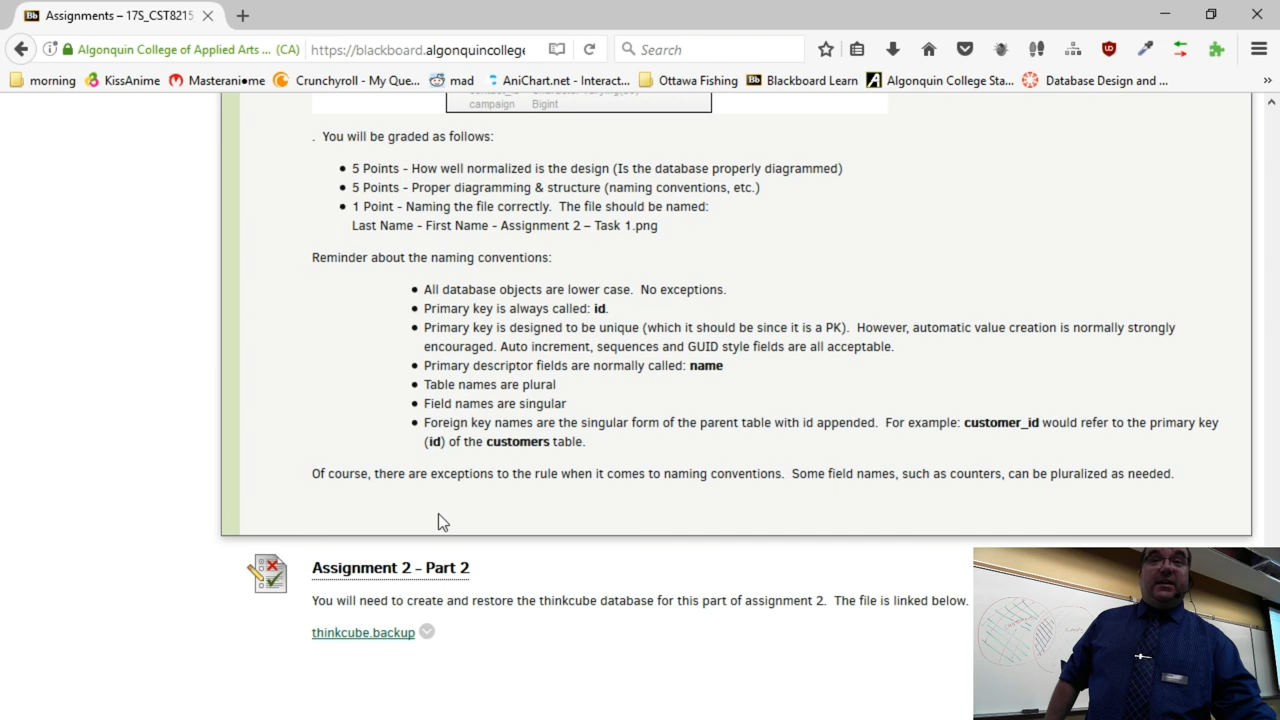 Assignments – 17S_CST8215
Algonquin College of Applied Arts ... (CA)
https://blackboard.algonquincollege
Search
morning
KissAnime
Masterani●me
Crunchyroll - My Que...
mad
AniChart.net - Interact...
Ottawa Fishing
Blackboard Learn
Algonquin College Sta...
Database Design and ...
campaign Bigint
. You will be graded as follows:
5 Points - How well normalized is the design (Is the database properly diagrammed)
5 Points - Proper diagramming & structure (naming conventions, etc.)
1 Point - Naming the file correctly. The file should be named:
Last Name - First Name - Assignment 2 – Task 1.png
Reminder about the naming conventions:
All database objects are lower case. No exceptions.
Primary key is always called: id.
Primary key is designed to be unique (which it should be since it is a PK). However, automatic value creation is normally strongly
encouraged. Auto increment, sequences and GUID style fields are all acceptable.
Primary descriptor fields are normally called: name
Table names are plural
Field names are singular
Foreign key names are the singular form of the parent table with id appended. For example: customer_id would refer to the primary key
(id) of the customers table.
Of course, there are exceptions to the rule when it comes to naming conventions. Some field names, such as counters, can be pluralized as needed.
Assignment 2 - Part 2
You will need to create and restore the thinkcube database for this part of assignment 2. The file is linked below.
thinkcube.backup